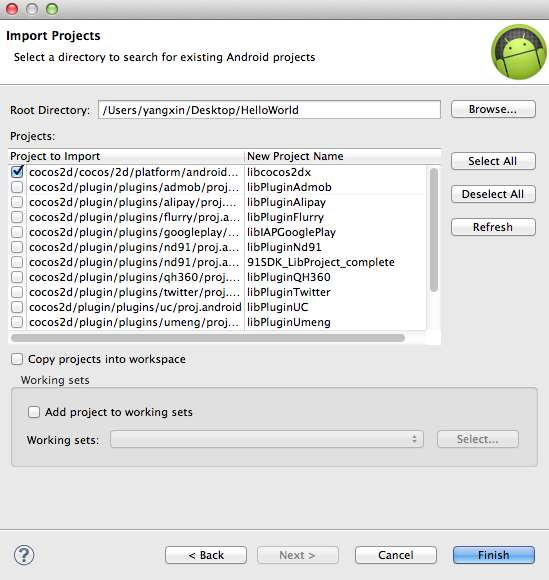 Import Projects
Select a directory to search for existing Android projects
Root Directory: /Users/yangxin/Desktop/HelloWorld Browse...
Projects:
Project to Import New Project Name
cocos2d/cocos/2d/platform/android... libcocos2dx Select All
cocos2d/plugin/plugins/admob/proj... libPluginAdmob
cocos2d/plugin/plugins/alipay/proj.... libPluginAlipay Deselect All
cocos2d/plugin/plugins/flurry/proj.a... libPluginFlurry
cocos2d/plugin/plugins/googleplay/... libIAPGooglePlay Refresh
cocos2d/plugin/plugins/nd91/proj.a... libPluginNd91
cocos2d/plugin/plugins/nd91/proj.a... 91SDK_LibProject_complete
cocos2d/plugin/plugins/qh360/proj.... libPluginQH360
cocos2d/plugin/plugins/twitter/proj.... libPluginTwitter
cocos2d/plugin/plugins/uc/proj.android libPluginUC
cocos2d/plugin/plugins/umeng/proj... libPluginUmeng
Copy projects into workspace
Working sets
Add project to working sets
Working sets: Select...
? < Back Next > Cancel Finish